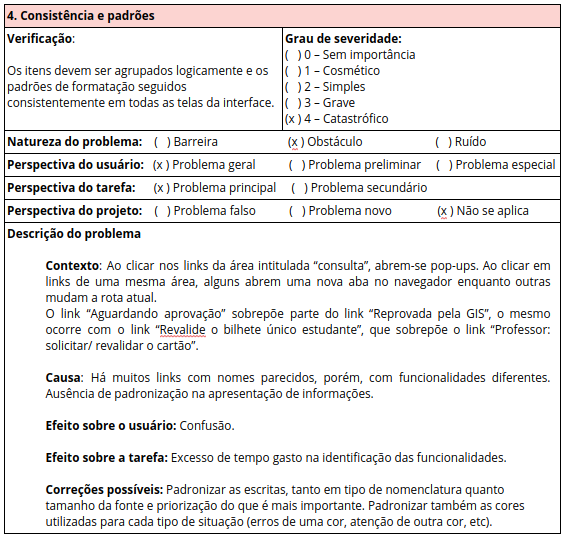 4. Consistência e padrões
Verificação:
Os itens devem ser agrupados logicamente e os
padrões de formatação seguidos
consistentemente em todas as telas da interface.
Grau de severidade:
(  ) 0 – Sem importância
(  ) 1 – Cosmético
(  ) 2 – Simples
(  ) 3 – Grave
(x ) 4 – Catastrófico
Natureza do problema: (  ) Barreira (x ) Obstáculo (  ) Ruído
Perspectiva do usuário: (x ) Problema geral (  ) Problema preliminar (  ) Problema especial
Perspectiva da tarefa: (x ) Problema principal (  ) Problema secundário
Perspectiva do projeto: (  ) Problema falso (  ) Problema novo (x ) Não se aplica
Descrição do problema
Contexto: Ao clicar nos links da área intitulada “consulta”, abrem-se pop-ups. Ao clicar em
links de uma mesma área, alguns abrem uma nova aba no navegador enquanto outras
mudam a rota atual.
O link “Aguardando aprovação” sobrepõe parte do link “Reprovada pela GIS”, o mesmo
ocorre com o link “Revalide o bilhete único estudante”, que sobrepõe o link “Professor:
solicitar/ revalidar o cartão”.
Causa: Há muitos links com nomes parecidos, porém, com funcionalidades diferentes.
Ausência de padronização na apresentação de informações.
Efeito sobre o usuário: Confusão.
Efeito sobre a tarefa: Excesso de tempo gasto na identificação das funcionalidades.
Correções possíveis: Padronizar as escritas, tanto em tipo de nomenclatura quanto
tamanho da fonte e priorização do que é mais importante. Padronizar também as cores
utilizadas para cada tipo de situação (erros de uma cor, atenção de outra cor, etc).